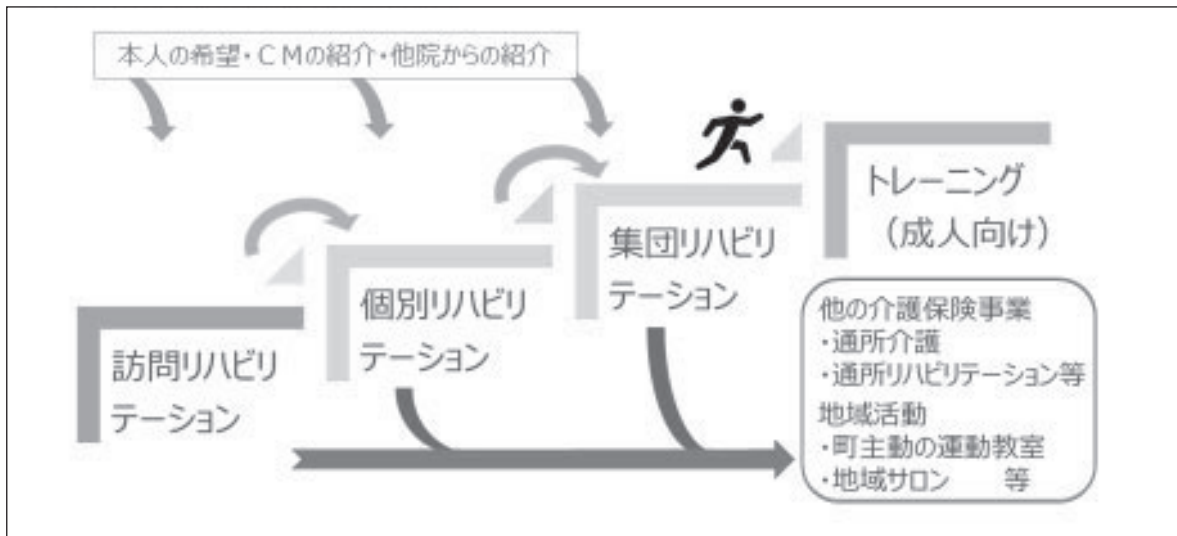 本人の希望・ＣＭの紹介・他院からの紹介
訪問リハビリ
テーション
個別リハビリ
テーション
集団リハビリ
テーション
トレーニング
（成人向け）
他の介護保険事業
・通所介護
・通所リハビリテーション等
地域活動
・町主動の運動教室
・地域サロン　　等